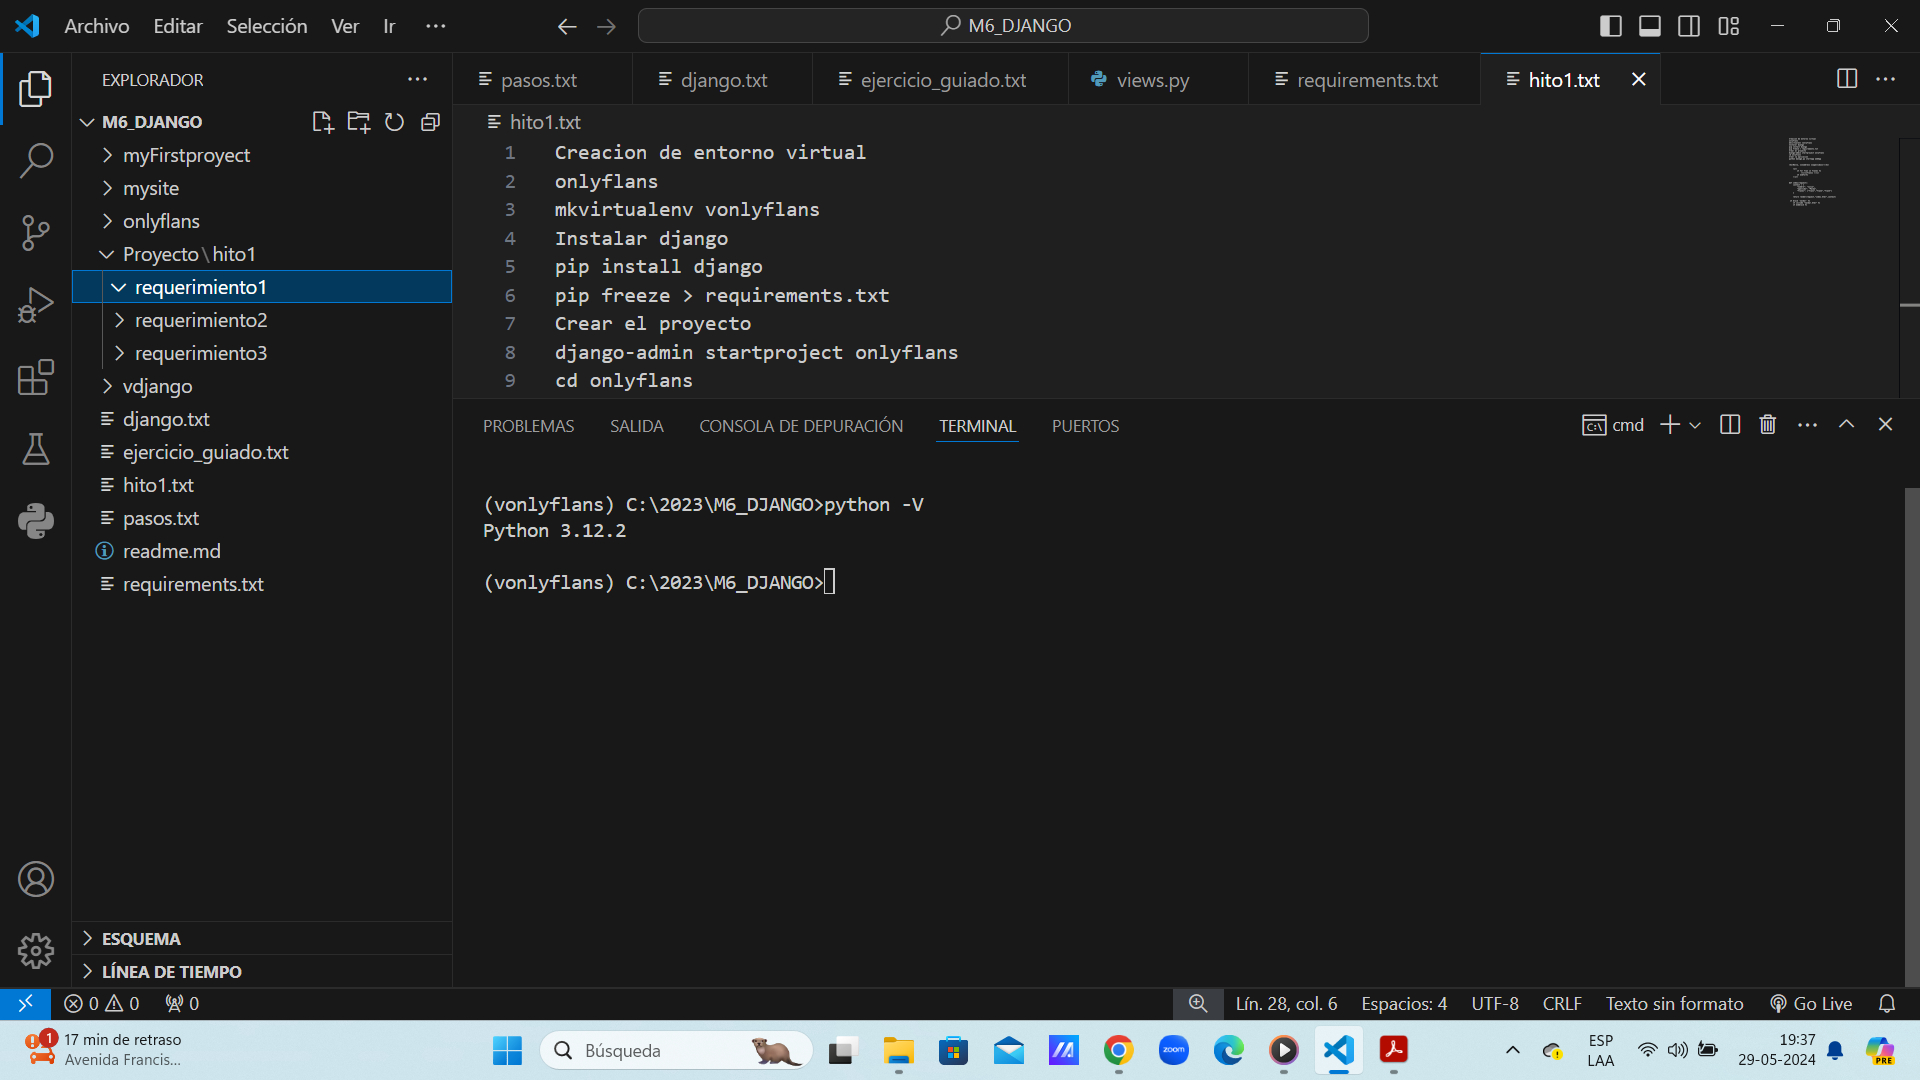 Archivo Editar Selección Ver Ir ··· M6_DJANGO
EXPLORADOR ···
M6_DJANGO
myFirstproyect
mysite
onlyflans
Proyecto\hito1
requerimiento1
requerimiento2
requerimiento3
vdjango
django.txt
ejercicio_guiado.txt
hito1.txt
pasos.txt
readme.md
requirements.txt
ESQUEMA
LÍNEA DE TIEMPO
pasos.txt django.txt ejercicio_guiado.txt views.py requirements.txt hito1.txt
hito1.txt
1 Creacion de entorno virtual
2 onlyflans
3 mkvirtualenv vonlyflans
4 Instalar django
5 pip install django
6 pip freeze > requirements.txt
7 Crear el proyecto
8 django-admin startproject onlyflans
9 cd onlyflans
PROBLEMAS SALIDA CONSOLA DE DEPURACIÓN TERMINAL PUERTOS cmd
(vonlyflans) C:\2023\M6_DJANGO>python -V
Python 3.12.2
(vonlyflans) C:\2023\M6_DJANGO>
0 0 0 Lín. 28, col. 6 Espacios: 4 UTF-8 CRLF Texto sin formato Go Live
1 17 min de retraso
Avenida Francis...
Búsqueda
zoom
ESP
LAA
19:37
29-05-2024
PRE